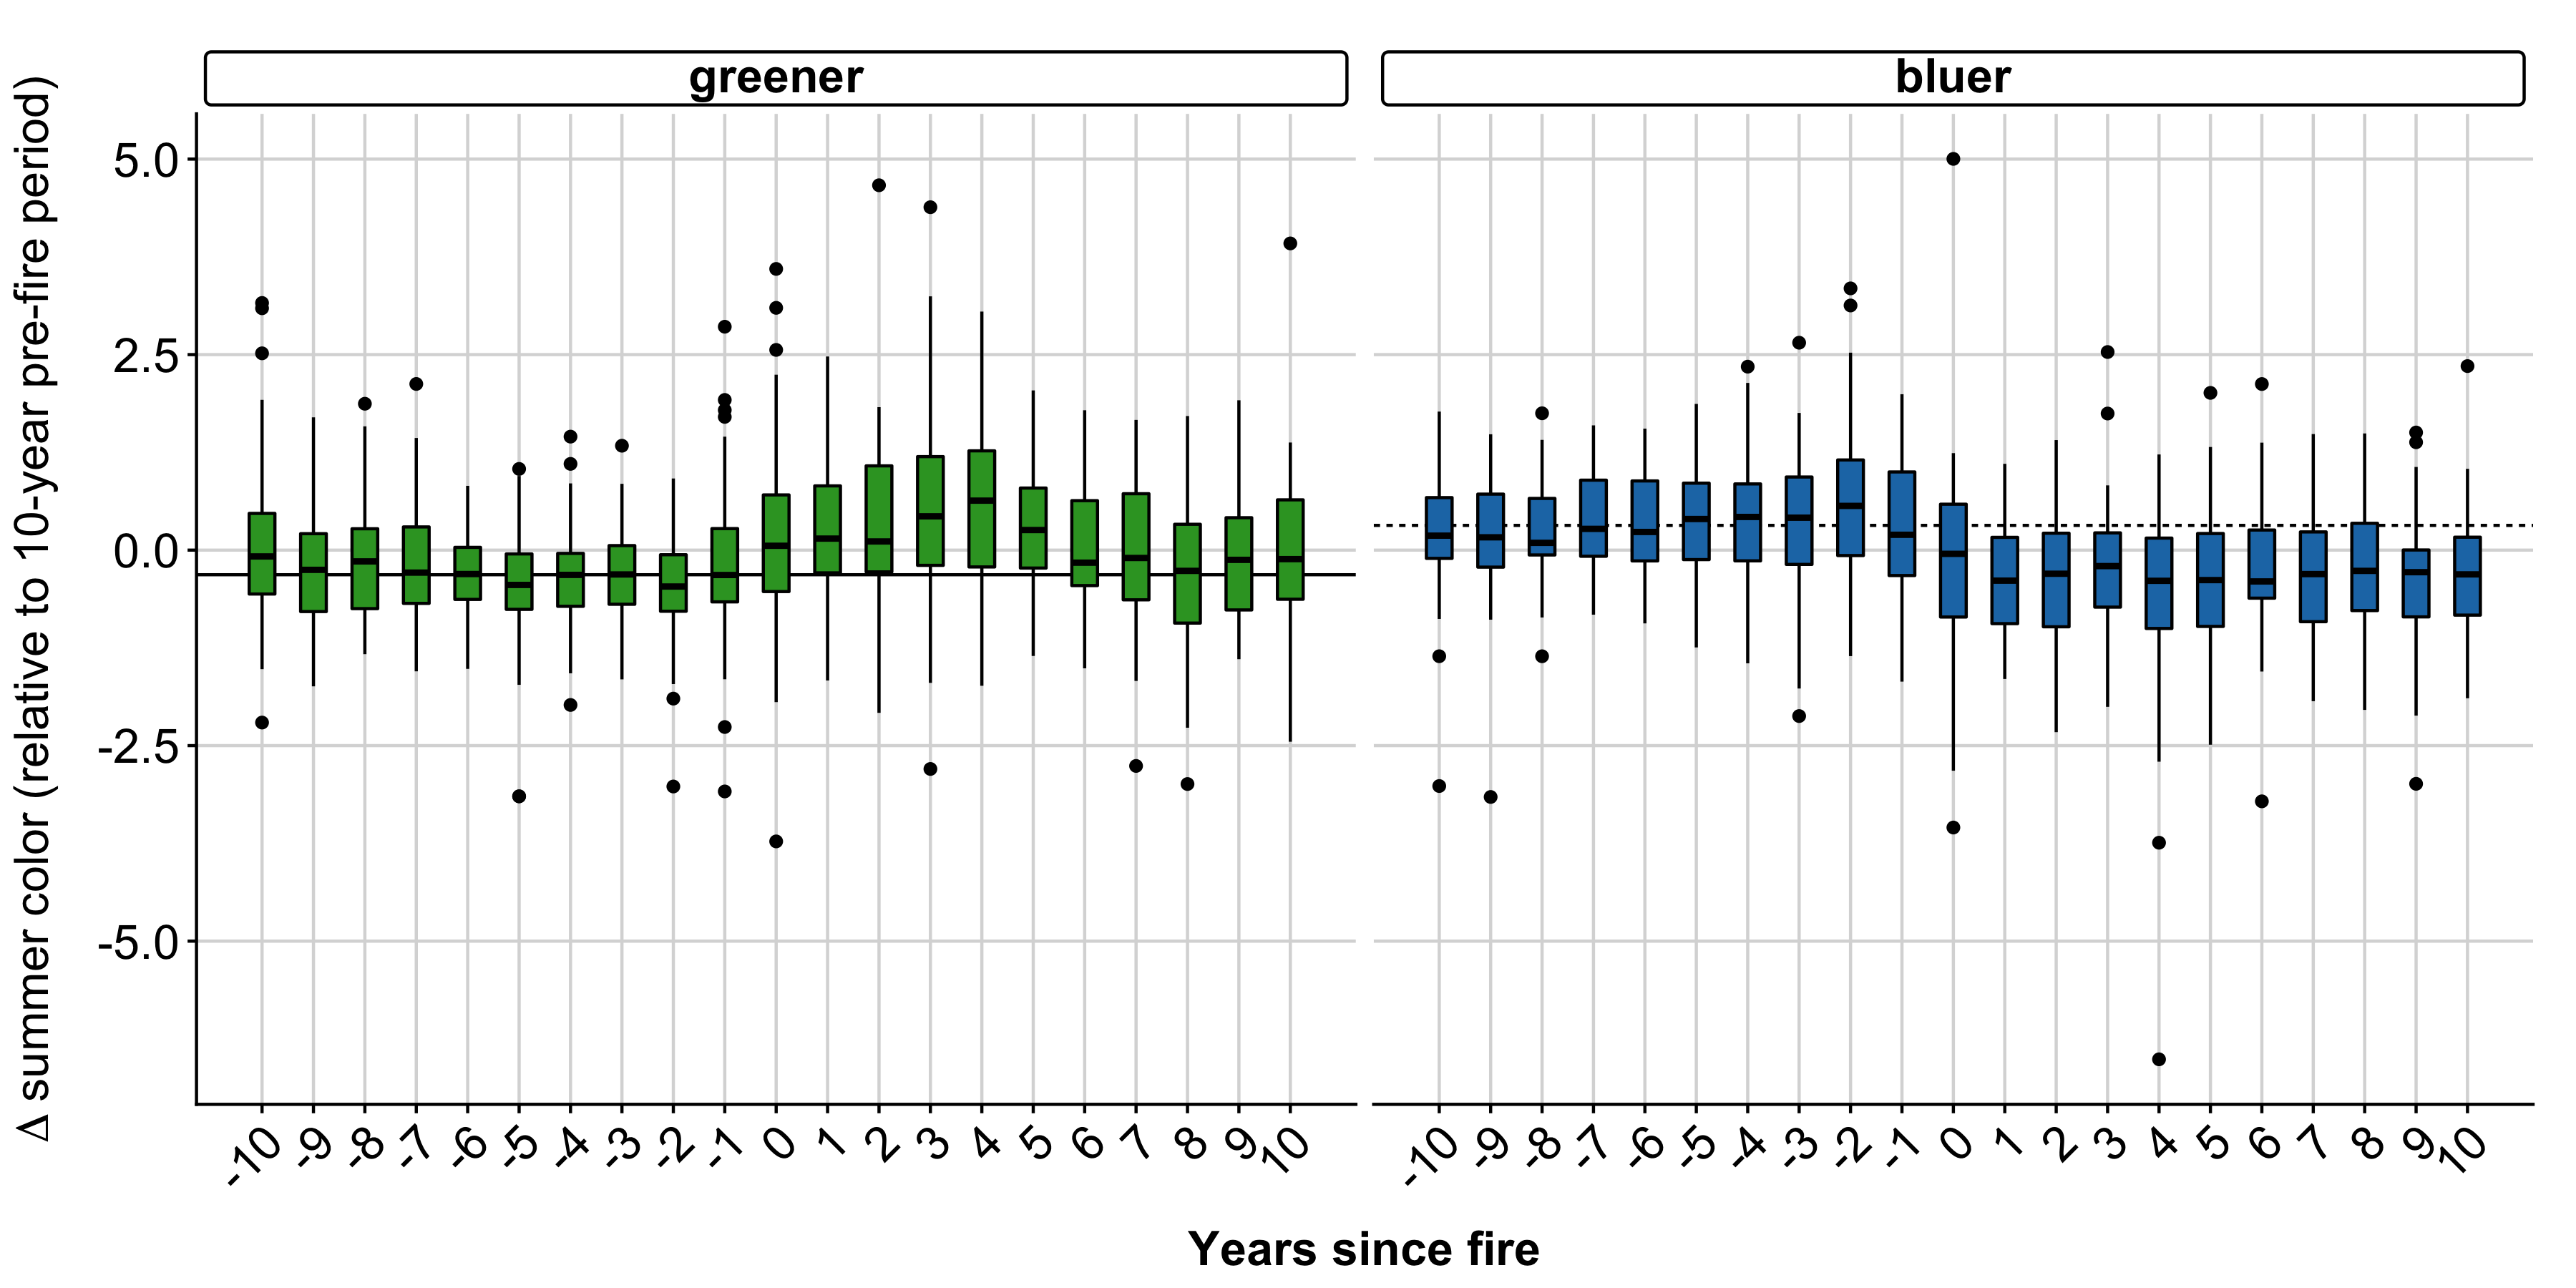 greener
bluer
Δ summer color (relative to 10-year pre-fire period)
5.0
2.5
0.0
-2.5
-5.0
-10 -9 -8 -7 -6 -5 -4 -3 -2 -1 0 1 2 3 4 5 6 7 8 9 10
-10 -9 -8 -7 -6 -5 -4 -3 -2 -1 0 1 2 3 4 5 6 7 8 9 10
Years since fire